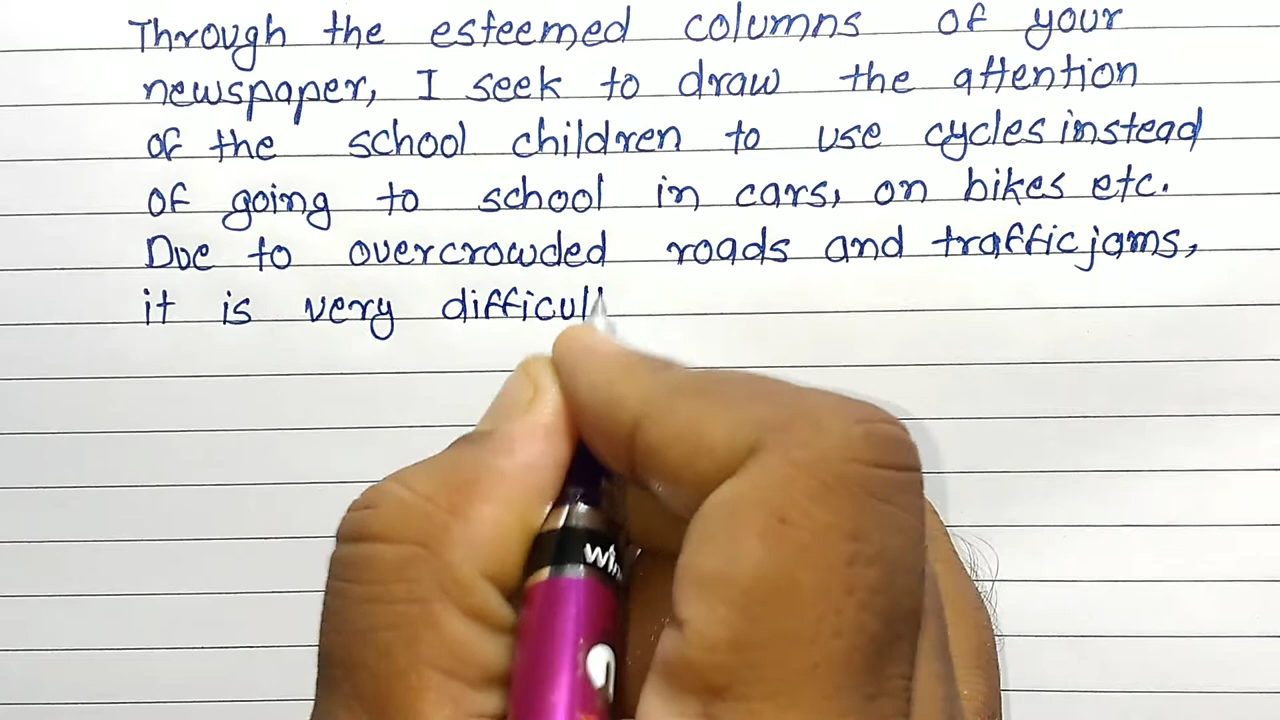 Through the esteemed columns of your
newspaper, I seek to draw the attention
of the school children to use cycles instead
of going to school in cars, on bikes etc.
Due to overcrowded roads and traffic jams,
it is very difficul